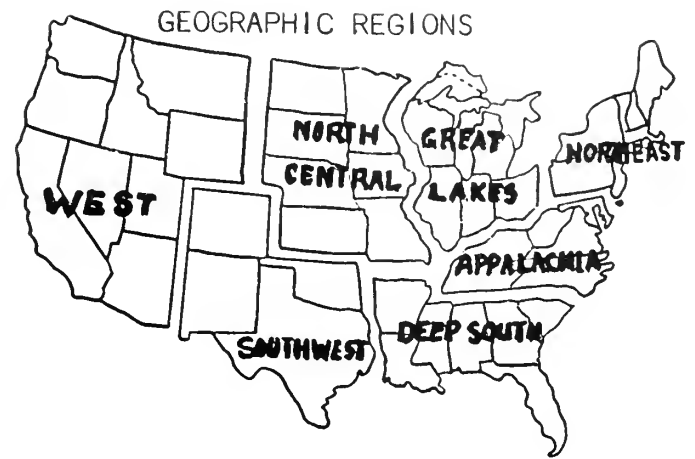 GEOGRAPHIC REGIONS
NORTH
CENTRAL
GREAT
LAKES
NORTHEAST
WEST
APPALACHIA
SOUTHWEST
DEEP SOUTH